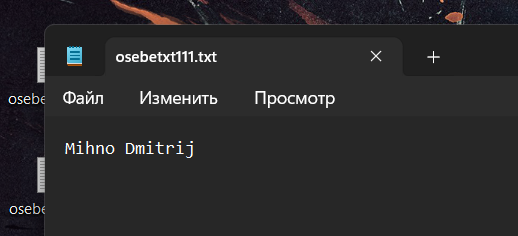 osebetxt111.txt
Файл Изменить Просмотр
Mihno Dmitrij